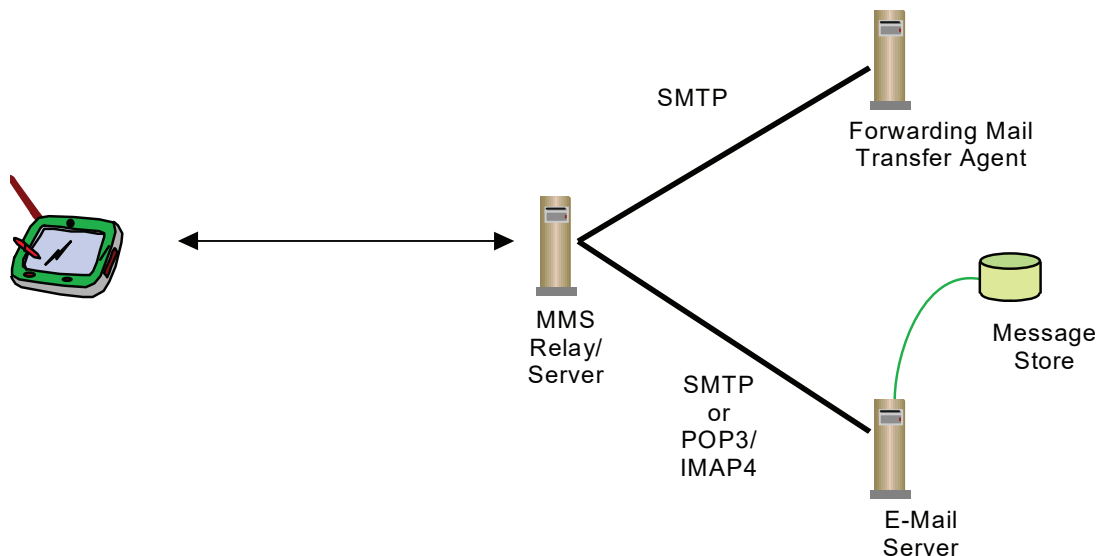 SMTP
Forwarding Mail
Transfer Agent
MMS
Relay/
Server
Message
Store
SMTP
or
POP3/
IMAP4
E-Mail
Server